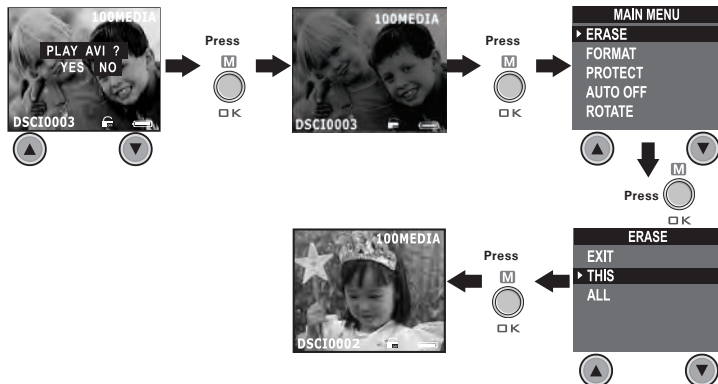 100MEDIA
PLAY AVI ?
YES NO
DSCI0003
Press
M
OK
100MEDIA
DSCI0003
Press
M
OK
MAIN MENU
ERASE
FORMAT
PROTECT
AUTO OFF
ROTATE
Press
M
OK
ERASE
EXIT
THIS
ALL
Press
M
OK
100MEDIA
DSCI0002